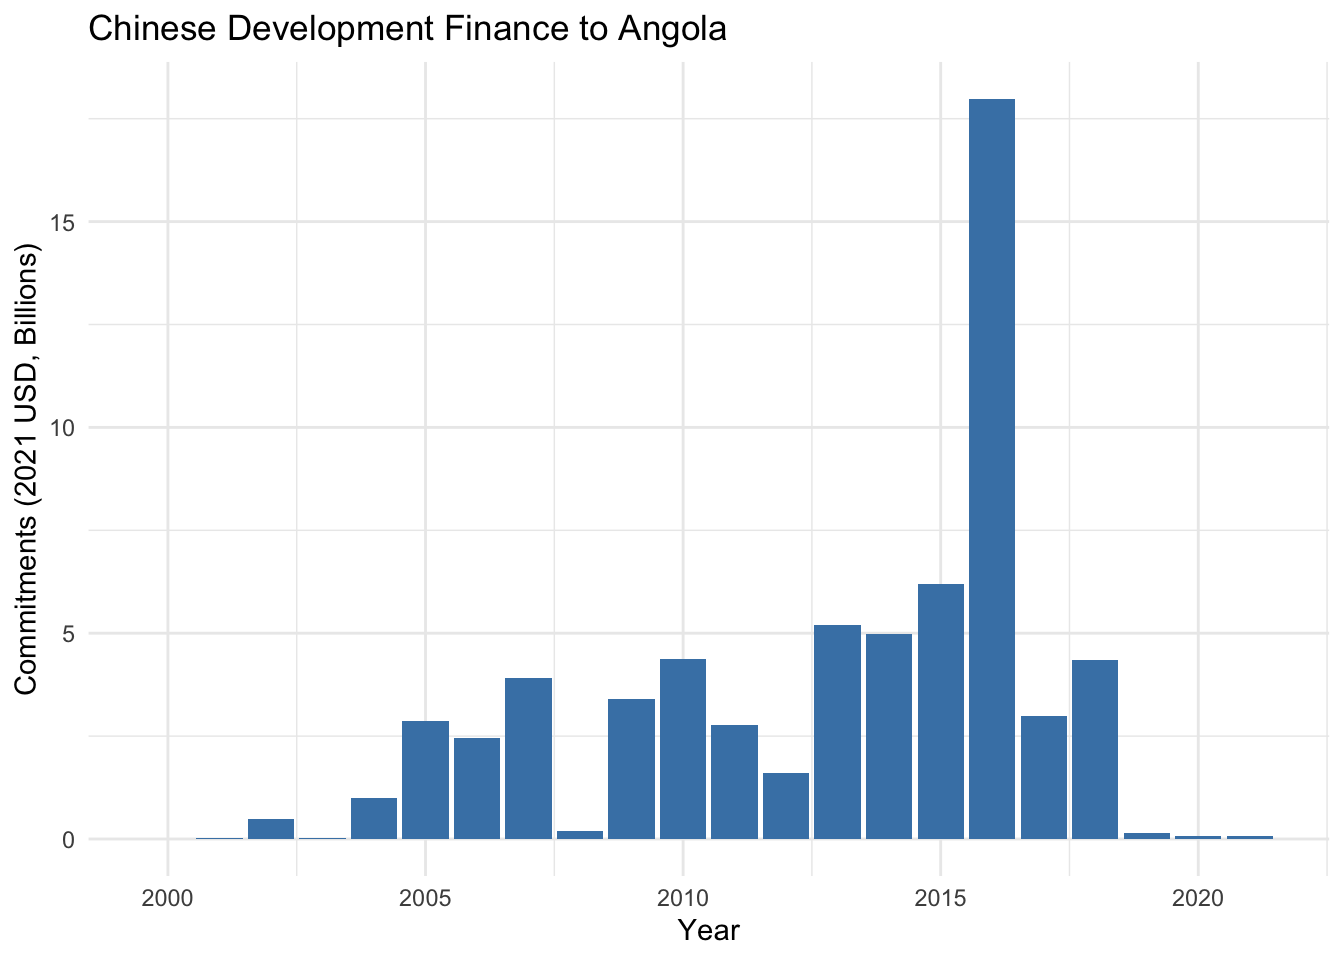 Chinese Development Finance to Angola
Commitments (2021 USD, Billions)
15
10
5
0
2000 2005 2010 2015 2020
Year